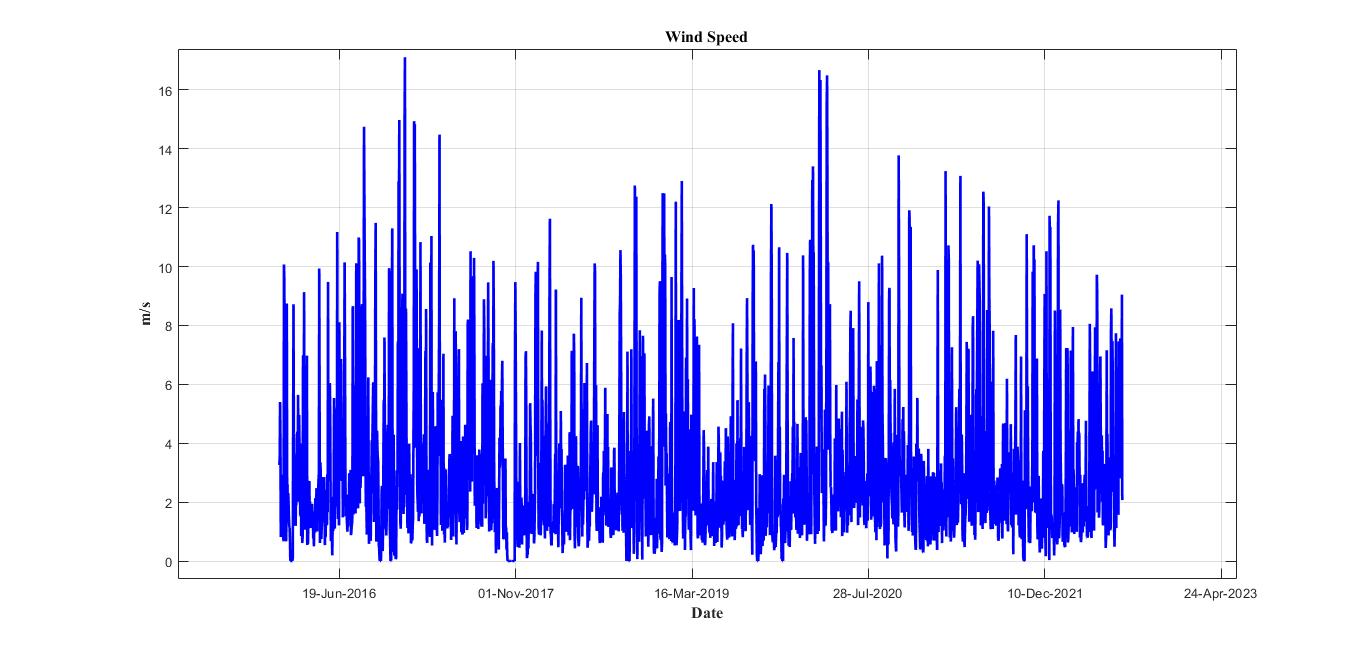 Wind Speed
16
14
12
10
8
6
4
2
0
m/s
19-Jun-2016
01-Nov-2017
16-Mar-2019
28-Jul-2020
10-Dec-2021
24-Apr-2023
Date